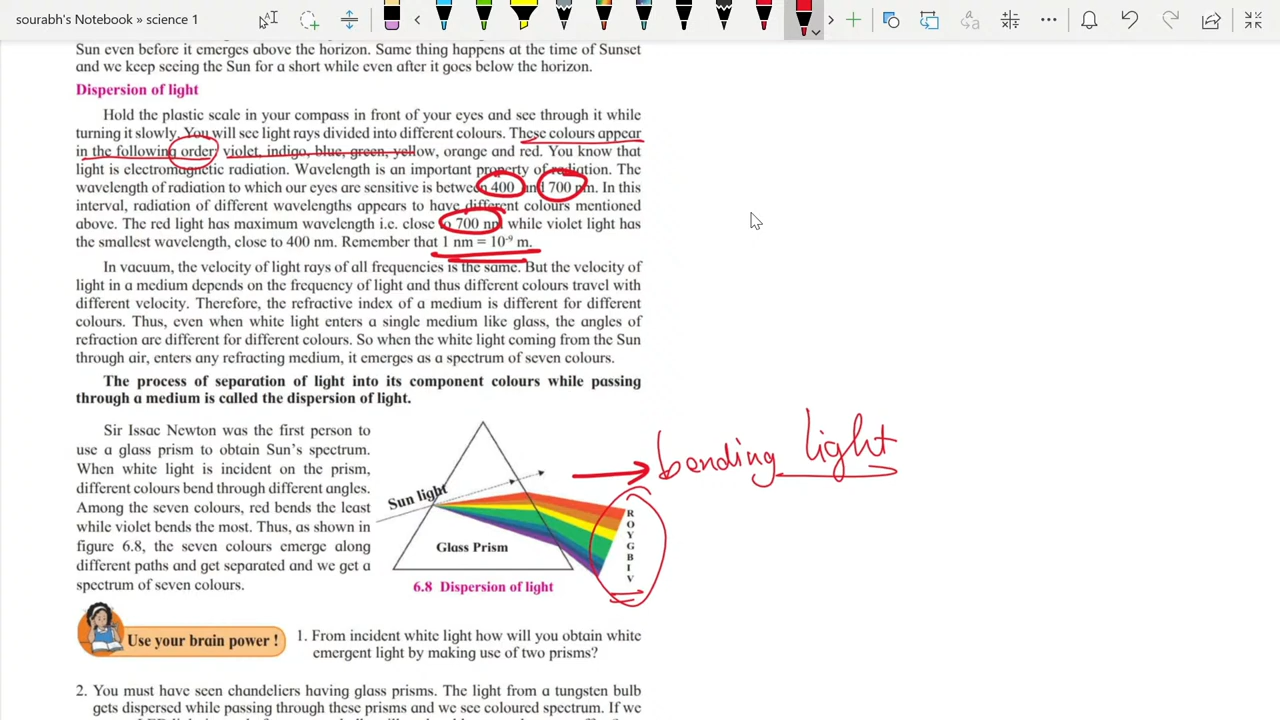 sourabh's Notebook » science 1
Sun even before it emerges above the horizon. Same thing happens at the time of Sunset
and we keep seeing the Sun for a short while even after it goes below the horizon.
Dispersion of light
Hold the plastic scale in your compass in front of your eyes and see through it while
turning it slowly. You will see light rays divided into different colours. These colours appear
in the following order: violet, indigo, blue, green, yellow, orange and red. You know that
light is electromagnetic radiation. Wavelength is an important property of radiation. The
wavelength of radiation to which our eyes are sensitive is between 400 and 700 nm. In this
interval, radiation of different wavelengths appears to have different colours mentioned
above. The red light has maximum wavelength i.e. close to 700 nm while violet light has
the smallest wavelength, close to 400 nm. Remember that 1 nm = 10⁻⁹ m.
In vacuum, the velocity of light rays of all frequencies is the same. But the velocity of
light in a medium depends on the frequency of light and thus different colours travel with
different velocity. Therefore, the refractive index of a medium is different for different
colours. Thus, even when white light enters a single medium like glass, the angles of
refraction are different for different colours. So when the white light coming from the Sun
through air, enters any refracting medium, it emerges as a spectrum of seven colours.
The process of separation of light into its component colours while passing
through a medium is called the dispersion of light.
Sir Issac Newton was the first person to
use a glass prism to obtain Sun's spectrum.
When white light is incident on the prism,
different colours bend through different angles.
Among the seven colours, red bends the least
while violet bends the most. Thus, as shown in
figure 6.8, the seven colours emerge along
different paths and get separated and we get a
spectrum of seven colours.
Sun light
Glass Prism
R
O
Y
G
B
I
V
6.8 Dispersion of light
bending light
Use your brain power !
1. From incident white light how will you obtain white
emergent light by making use of two prisms?
2. You must have seen chandeliers having glass prisms. The light from a tungsten bulb
gets dispersed while passing through these prisms and we see coloured spectrum. If we